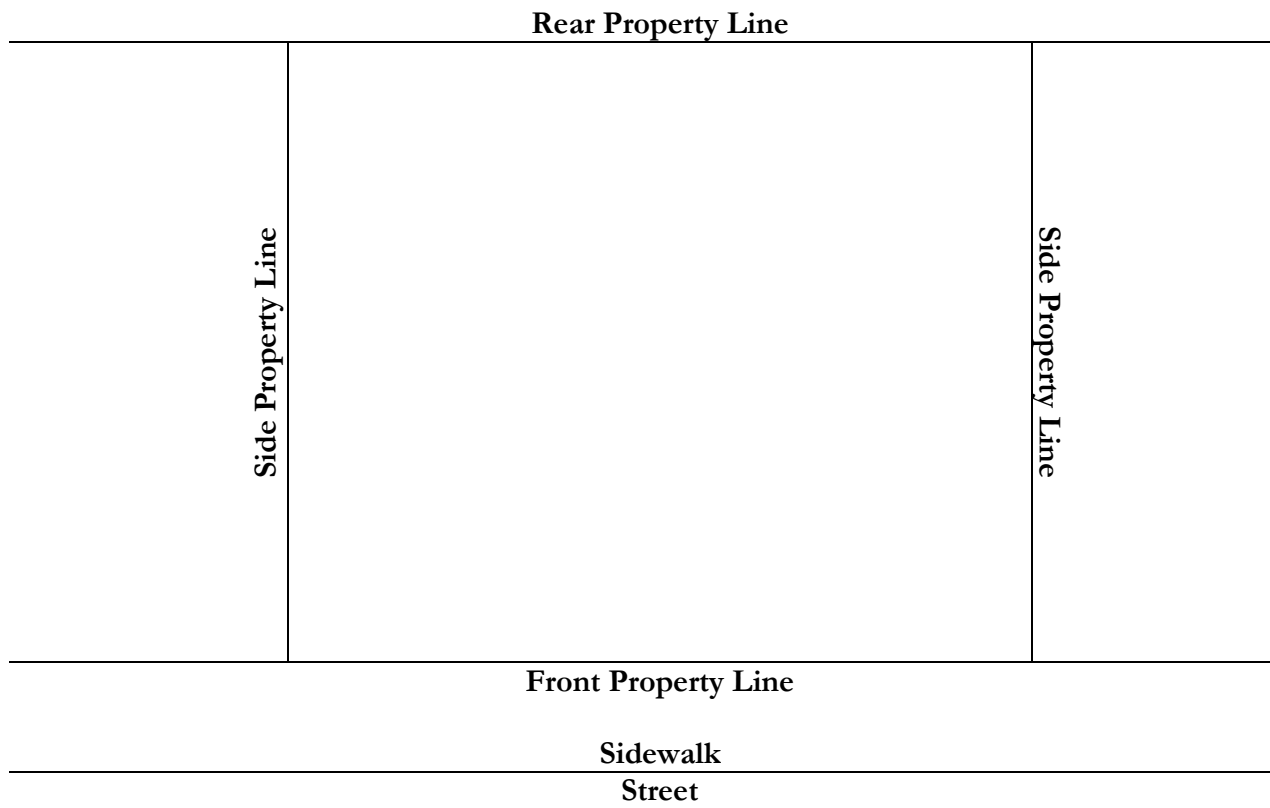 Rear Property Line
Side Property Line
Side Property Line
Front Property Line
Sidewalk
Street